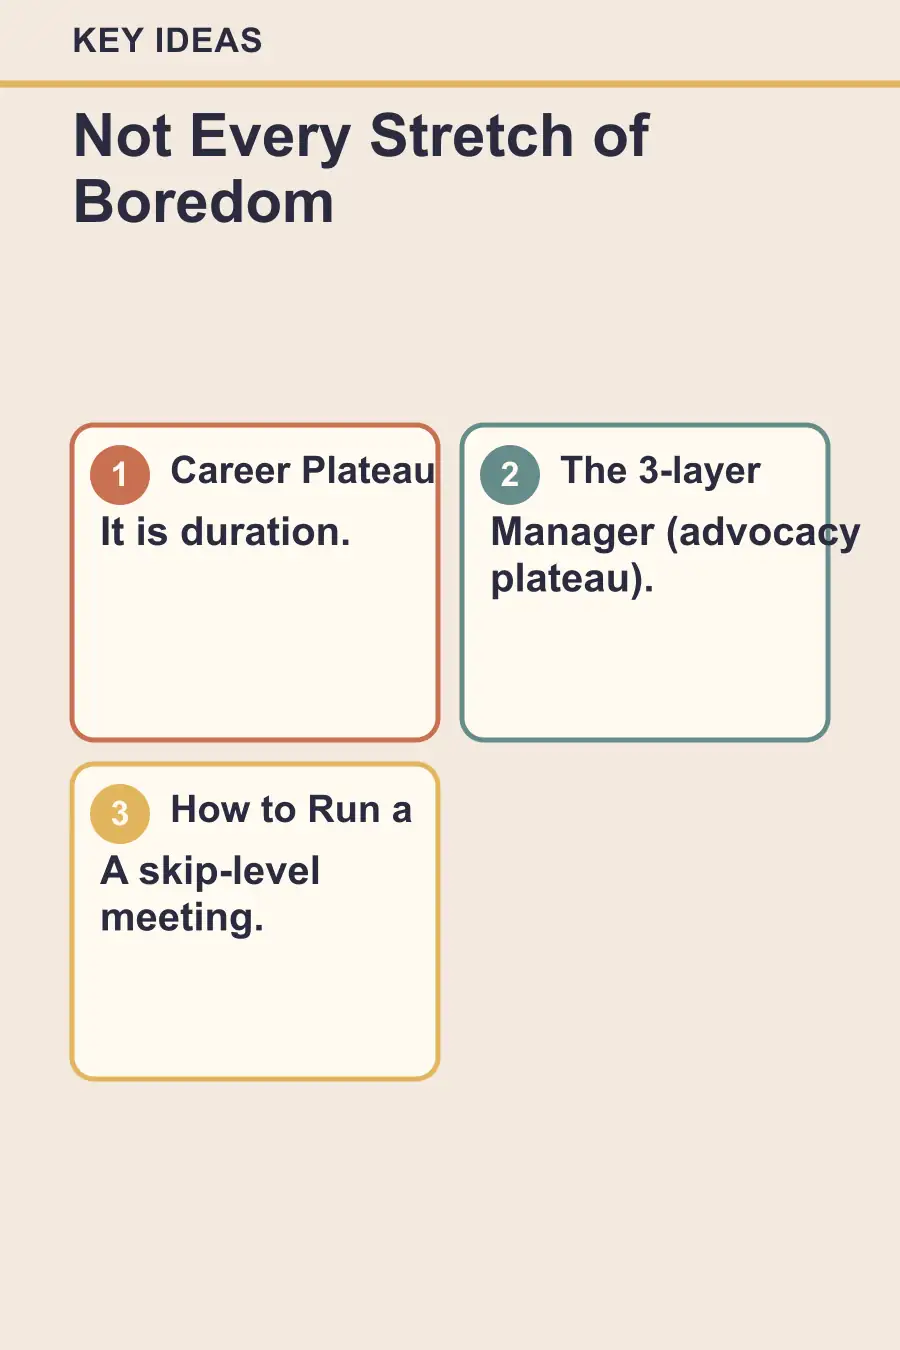 KEY IDEAS
Not Every Stretch of
Boredom
1
Career Plateau
It is duration.
2
The 3-layer
Manager (advocacy
plateau).
3
How to Run a
A skip-level
meeting.